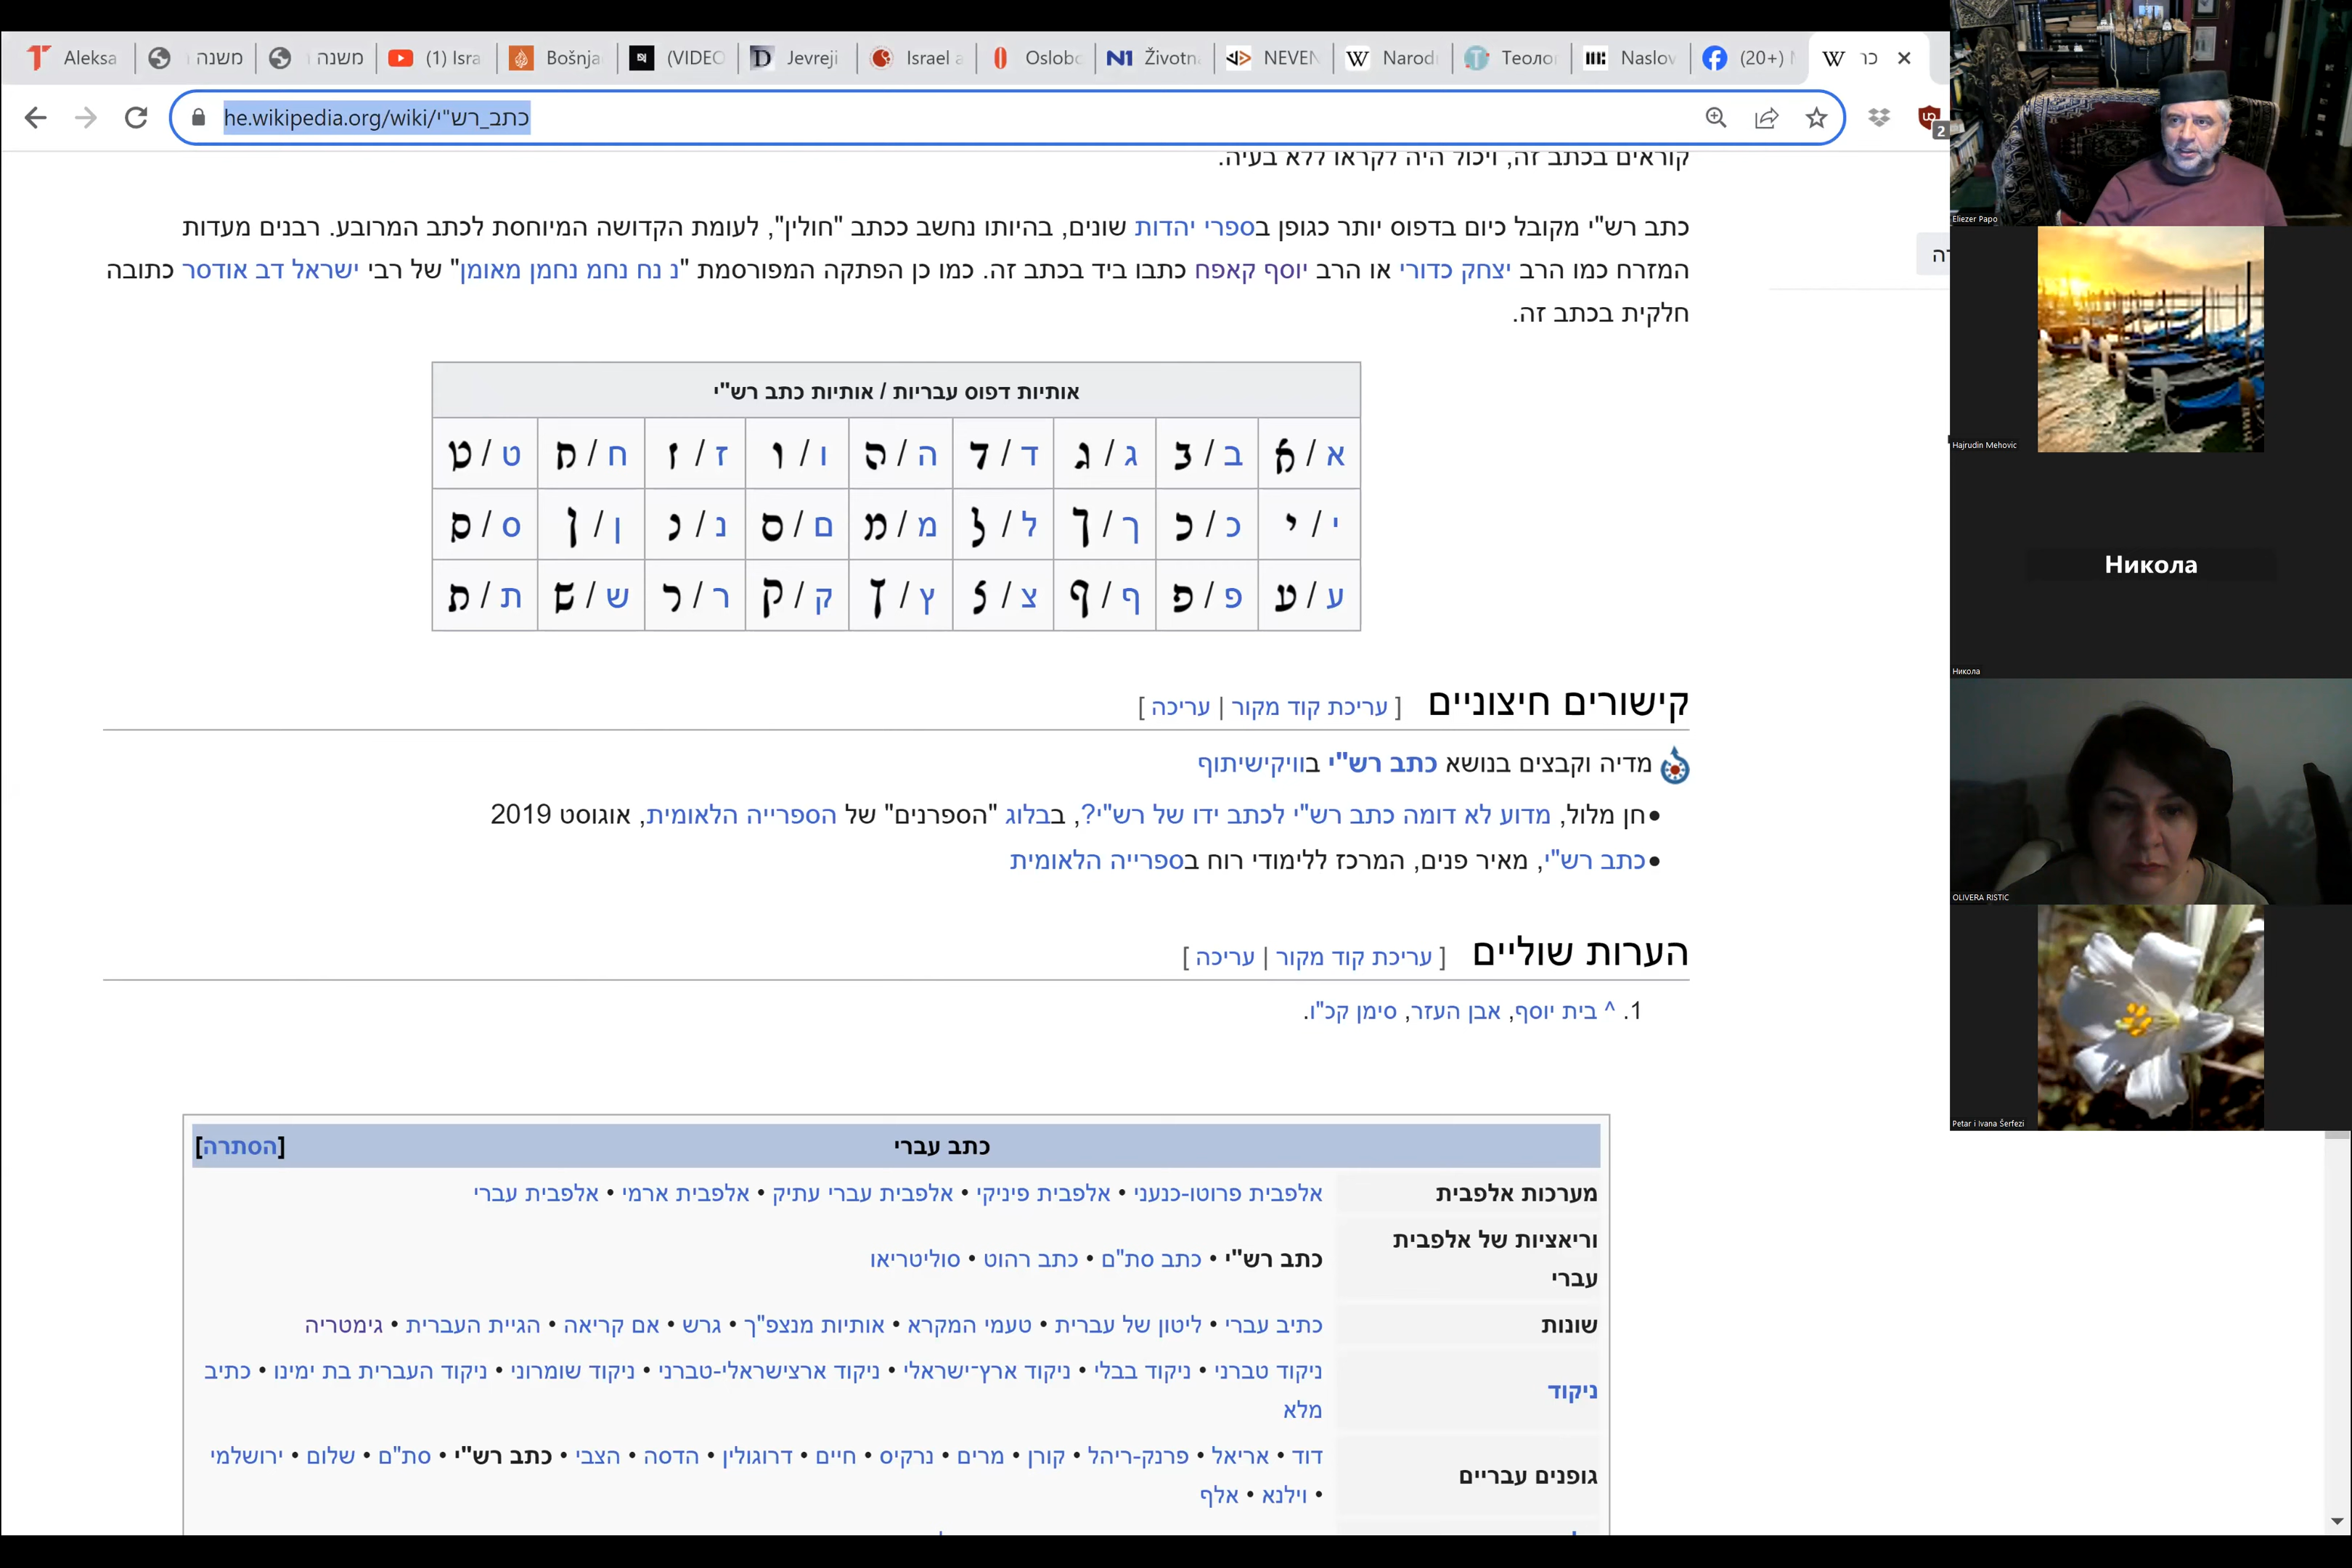 Aleksa
משנה
משנה
(1) Isra
Bošnja
(VIDEO
Jevreji
Israel a
Oslobo
N1 Životn
NEVEN
Narod
Теолог
Naslov
(20+)
W כר
he.wikipedia.org/wiki/כתב_רש"י
2
קוראים בכתב זה, ויכול היה לקראו ללא בעיה.
כתב רש"י מקובל כיום בדפוס יותר כגופן בספרי יהדות שונים, בהיותו נחשב ככתב "חולין", לעומת הקדושה המיוחסת לכתב המרובע. רבנים מעדות
המזרח כמו הרב יצחק כדורי או הרב יוסף קאפח כתבו ביד בכתב זה. כמו כן הפתקה המפורסמת "נ נח נחמ נחמן מאומן" של רבי ישראל דב אודסר כתובה
חלקית בכתב זה.
אותיות דפוס עבריות / אותיות כתב רש"י
א / א ב / ב ג / ג ד / ד ה / ה ו / ו ז / ז ח / ח ט / ט
י / י כ / כ ך / ך ל / ל מ / מ ם / ם נ / נ ן / ן ס / ס
ע / ע פ / פ ף / ף צ / צ ץ / ץ ק / ק ר / ר ש / ש ת / ת
קישורים חיצוניים [ עריכת קוד מקור | עריכה ]
מדיה וקבצים בנושא כתב רש"י בוויקישיתוף
• חן מלול, מדוע לא דומה כתב רש"י לכתב ידו של רש"י?, בבלוג "הספרנים" של הספרייה הלאומית, אוגוסט 2019
• כתב רש"י, מאיר פנים, המרכז ללימודי רוח בספרייה הלאומית
הערות שוליים [ עריכת קוד מקור | עריכה ]
1. ^ בית יוסף, אבן העזר, סימן קכ"ו.
כתב עברי [הסתרה]
מערכות אלפבית אלפבית פרוטו-כנעני • אלפבית פיניקי • אלפבית עברי עתיק • אלפבית ארמי • אלפבית עברי
וריאציות של אלפבית
עברי
כתב רש"י • כתב סת"ם • כתב רהוט • סוליטריאו
שונות כתיב עברי • ליטון של עברית • טעמי המקרא • אותיות מנצפ"ך • גרש • אם קריאה • הגיית העברית • גימטריה
ניקוד
ניקוד טברני • ניקוד בבלי • ניקוד ארץ־ישראלי • ניקוד ארצישראלי-טברני • ניקוד שומרוני • ניקוד העברית בת ימינו • כתיב
מלא
גופנים עבריים
דוד • אריאל • פרנק-ריהל • קורן • מרים • נרקיס • חיים • דרוגולין • הדסה • הצבי • כתב רש"י • סת"ם • שלום • ירושלמי
• וילנא • אלף
Eliezer Papo
Hajrudin Mehovic
Никола
Никола
OLIVERA RISTIC
Petar i Ivana Šerfezi